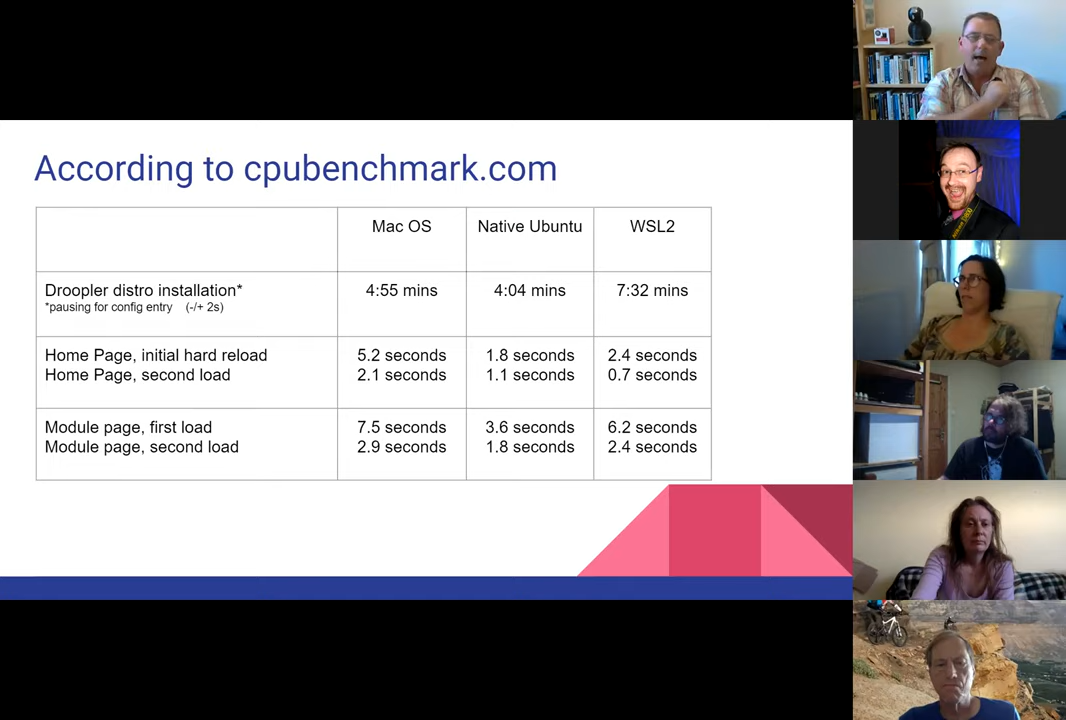 According to cpubenchmark.com
Mac OS Native Ubuntu WSL2
Droopler distro installation* 4:55 mins 4:04 mins 7:32 mins
*pausing for config entry (-/+ 2s)
Home Page, initial hard reload 5.2 seconds 1.8 seconds 2.4 seconds
Home Page, second load 2.1 seconds 1.1 seconds 0.7 seconds
Module page, first load 7.5 seconds 3.6 seconds 6.2 seconds
Module page, second load 2.9 seconds 1.8 seconds 2.4 seconds